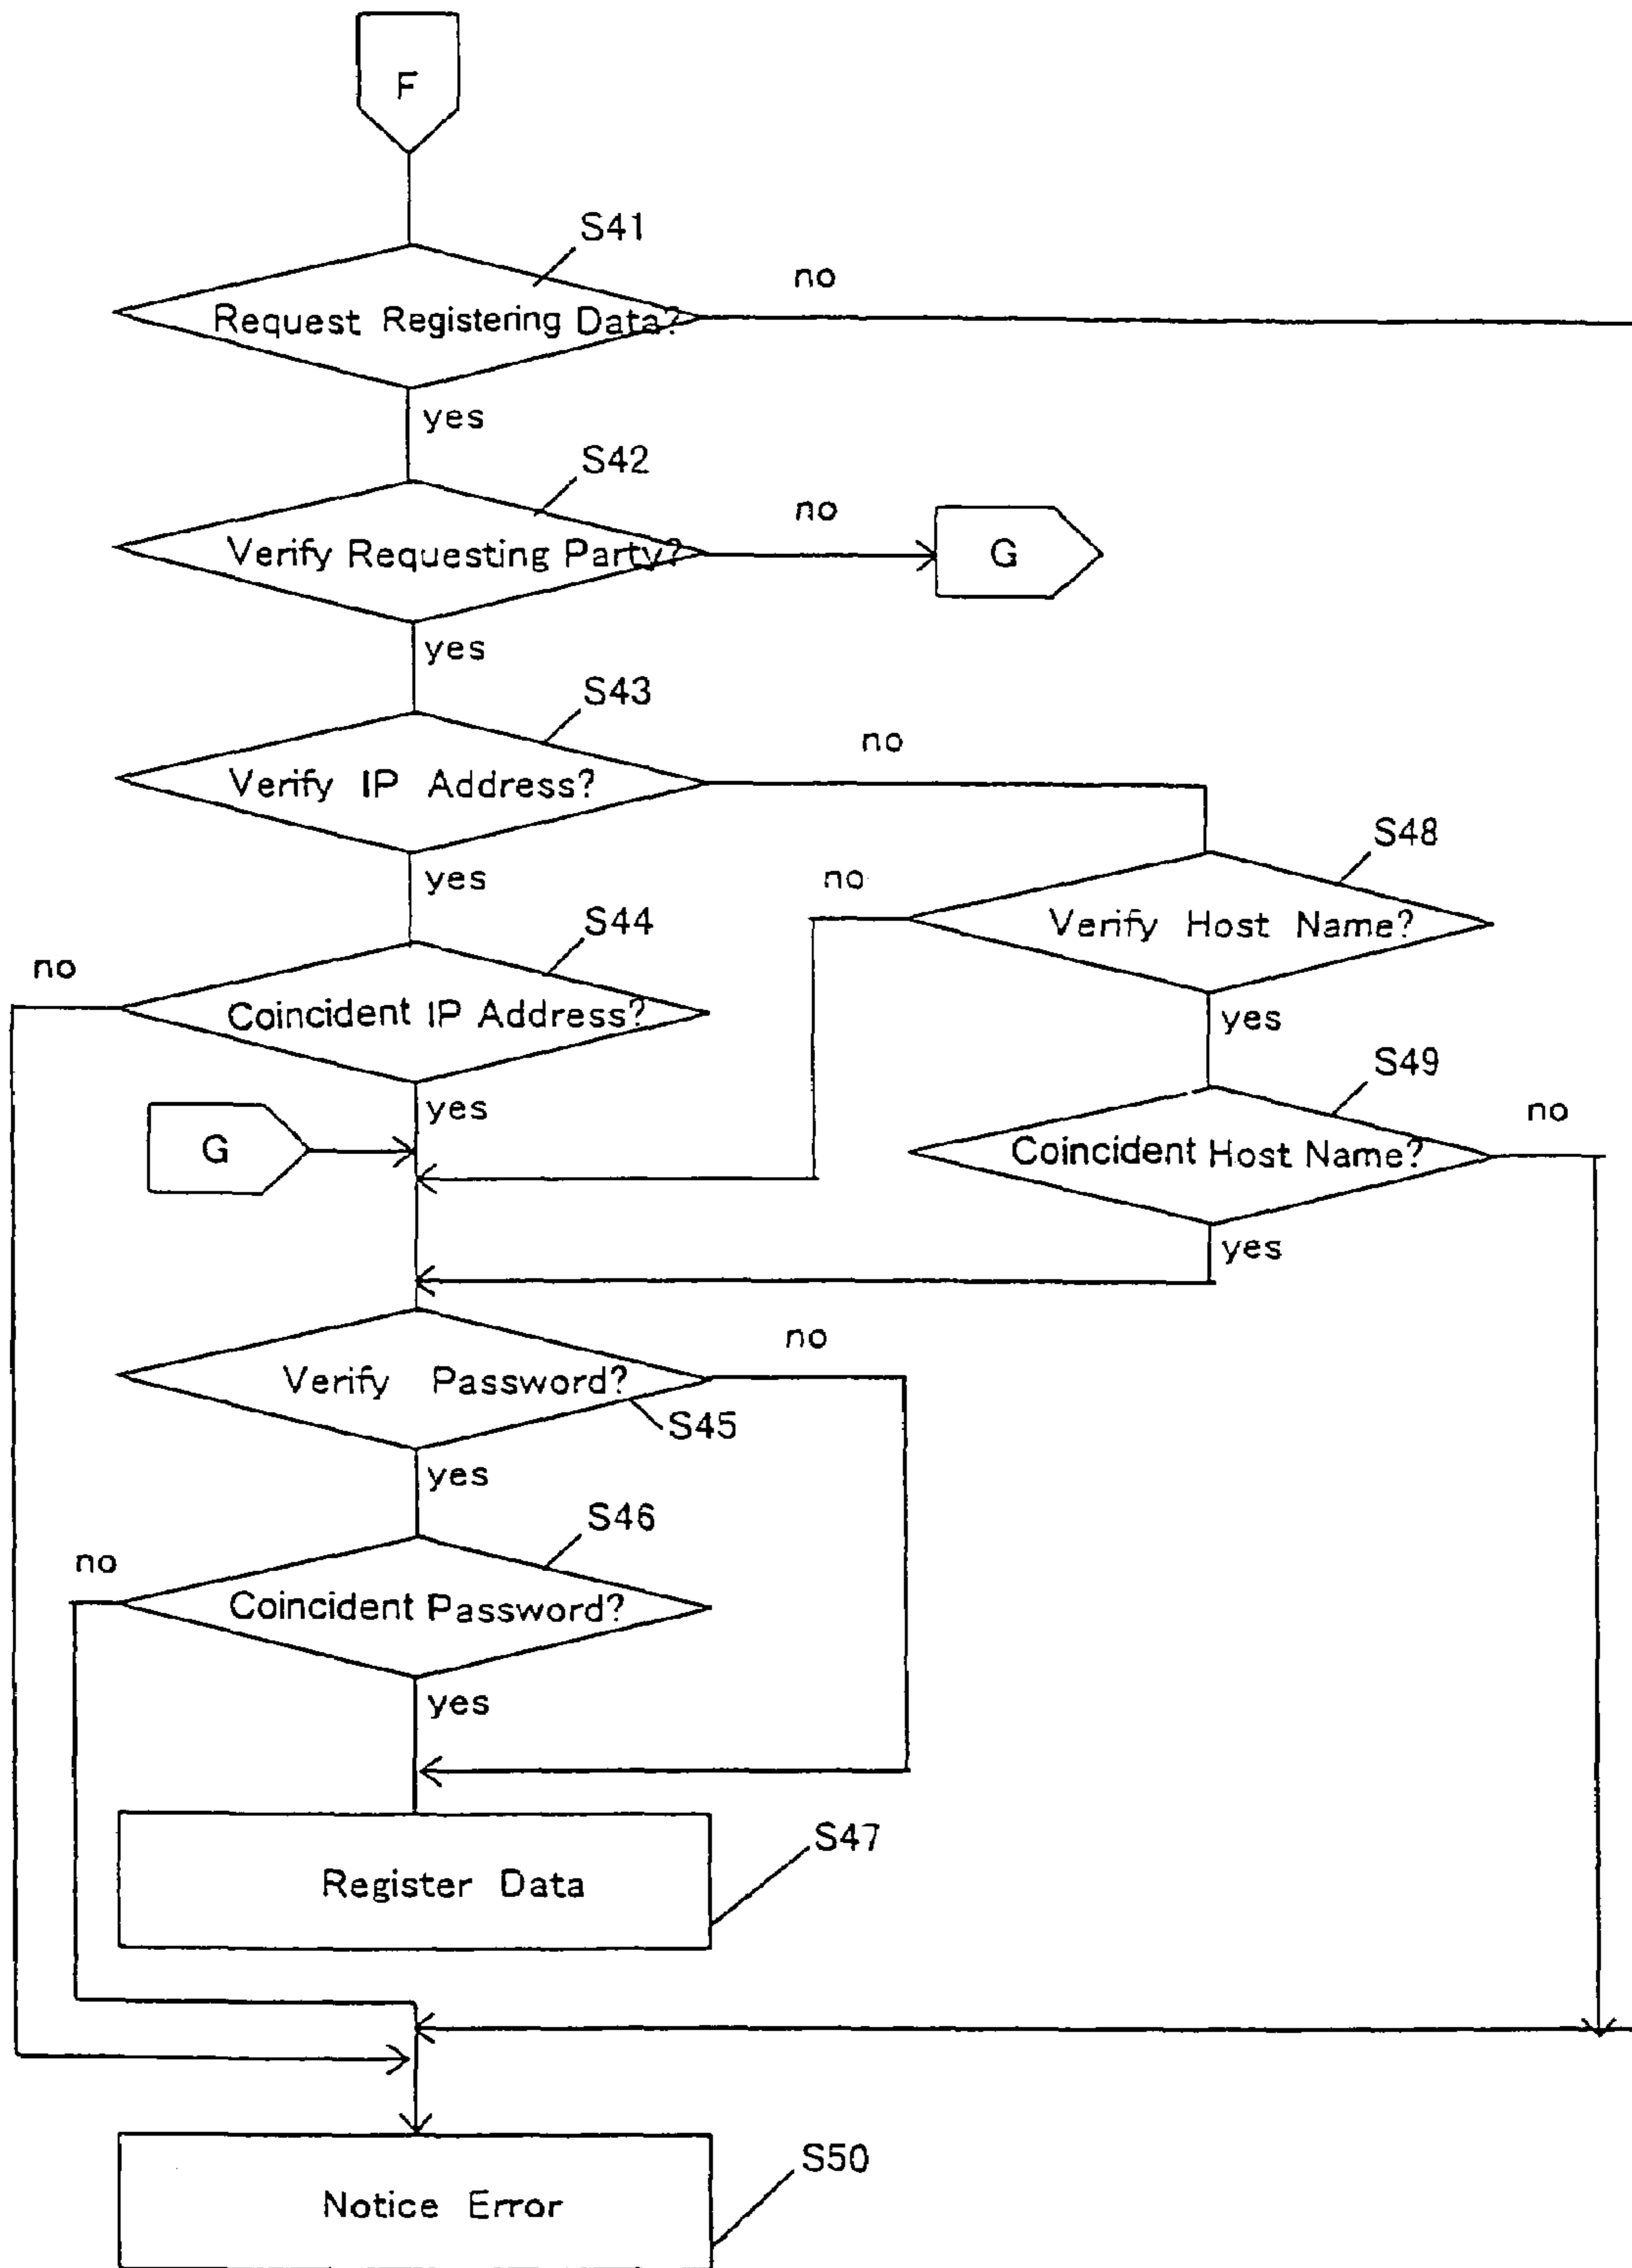 F
S41
no
Request Registering Data?
yes
S42
no
Verify Requesting Party?
G
yes
S43
no
Verify IP Address?
S48
yes
no
Verify Host Name?
S44
no
Coincident IP Address?
yes
S49
yes
no
G
Coincident Host Name?
yes
no
Verify Password?
S45
yes
S46
no
Coincident Password?
yes
S47
Register Data
S50
Notice Error